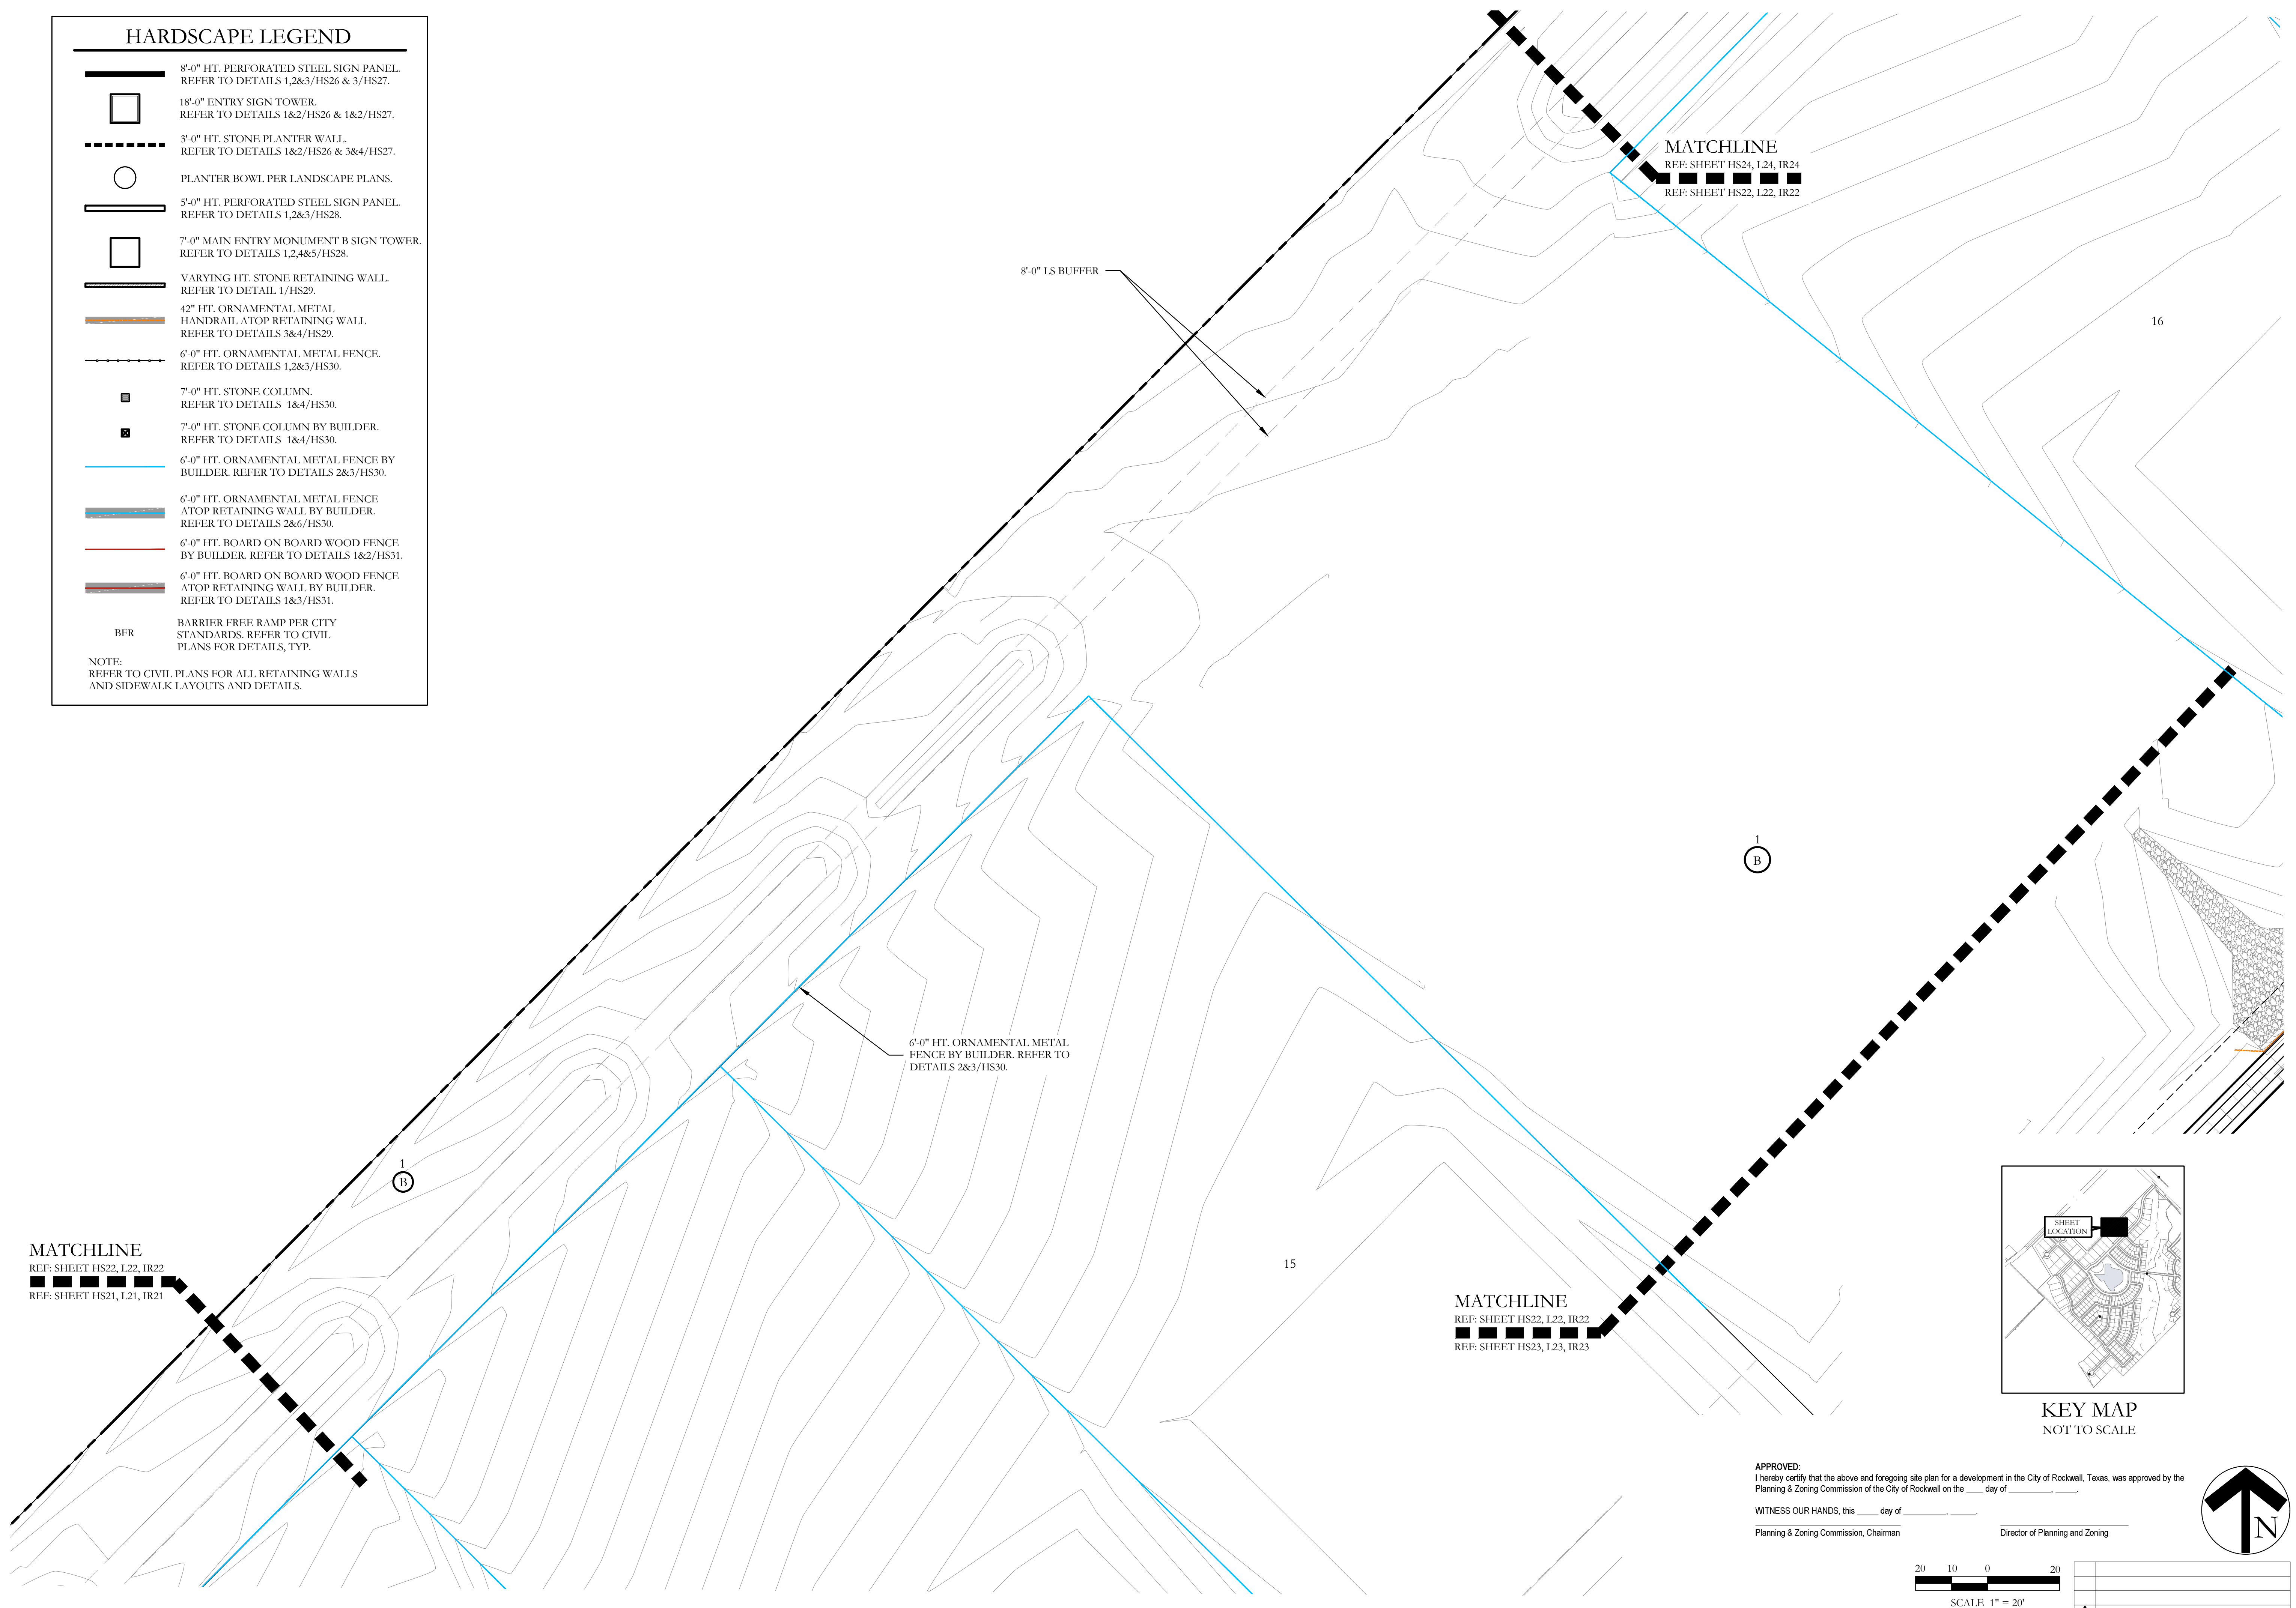 HARDSCAPE LEGEND
8'-0" HT. PERFORATED STEEL SIGN PANEL.
REFER TO DETAILS 1,2&3/HS26 & 3/HS27.
18'-0" ENTRY SIGN TOWER.
REFER TO DETAILS 1&2/HS26 & 1&2/HS27.
3'-0" HT. STONE PLANTER WALL.
REFER TO DETAILS 1&2/HS26 & 3&4/HS27.
PLANTER BOWL PER LANDSCAPE PLANS.
5'-0" HT. PERFORATED STEEL SIGN PANEL.
REFER TO DETAILS 1,2&3/HS28.
7'-0" MAIN ENTRY MONUMENT B SIGN TOWER.
REFER TO DETAILS 1,2,4&5/HS28.
VARYING HT. STONE RETAINING WALL.
REFER TO DETAIL 1/HS29.
42" HT. ORNAMENTAL METAL
HANDRAIL ATOP RETAINING WALL
REFER TO DETAILS 3&4/HS29.
6'-0" HT. ORNAMENTAL METAL FENCE.
REFER TO DETAILS 1,2&3/HS30.
7'-0" HT. STONE COLUMN.
REFER TO DETAILS 1&4/HS30.
7'-0" HT. STONE COLUMN BY BUILDER.
REFER TO DETAILS 1&4/HS30.
6'-0" HT. ORNAMENTAL METAL FENCE BY
BUILDER. REFER TO DETAILS 2&3/HS30.
6'-0" HT. ORNAMENTAL METAL FENCE
ATOP RETAINING WALL BY BUILDER.
REFER TO DETAILS 2&6/HS30.
6'-0" HT. BOARD ON BOARD WOOD FENCE
BY BUILDER. REFER TO DETAILS 1&2/HS31.
6'-0" HT. BOARD ON BOARD WOOD FENCE
ATOP RETAINING WALL BY BUILDER.
REFER TO DETAILS 1&3/HS31.
BFR
BARRIER FREE RAMP PER CITY
STANDARDS. REFER TO CIVIL
PLANS FOR DETAILS, TYP.
NOTE:
REFER TO CIVIL PLANS FOR ALL RETAINING WALLS
AND SIDEWALK LAYOUTS AND DETAILS.
MATCHLINE
REF: SHEET HS24, L24, IR24
REF: SHEET HS22, L22, IR22
8'-0" LS BUFFER
16
1
B
6'-0" HT. ORNAMENTAL METAL
FENCE BY BUILDER. REFER TO
DETAILS 2&3/HS30.
1
B
MATCHLINE
REF: SHEET HS22, L22, IR22
REF: SHEET HS21, L21, IR21
15
MATCHLINE
REF: SHEET HS22, L22, IR22
REF: SHEET HS23, L23, IR23
SHEET
LOCATION
KEY MAP
NOT TO SCALE
APPROVED:
I hereby certify that the above and foregoing site plan for a development in the City of Rockwall, Texas, was approved by the
Planning & Zoning Commission of the City of Rockwall on the ____ day of __________, _____.
WITNESS OUR HANDS, this _____ day of __________, ______.
Planning & Zoning Commission, Chairman
Director of Planning and Zoning
N
20 10 0 20
SCALE 1" = 20'